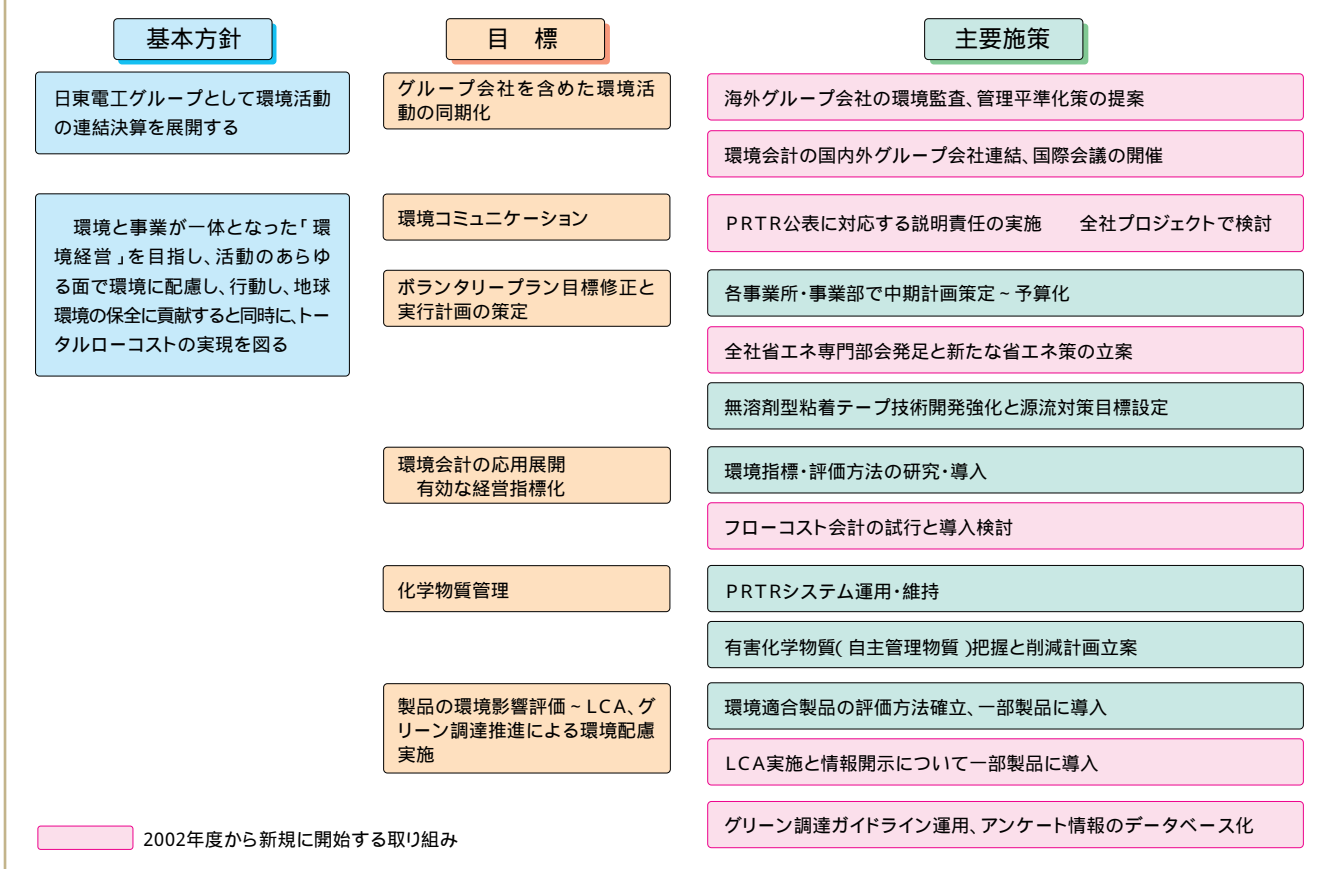 基本方針
目　標
主要施策
日東電工グループとして環境活動
の連結決算を展開する
グループ会社を含めた環境活
動の同期化
海外グループ会社の環境監査、管理平準化策の提案
環境会計の国内外グループ会社連結、国際会議の開催
　環境と事業が一体となった「環
境経営」を目指し、活動のあらゆ
る面で環境に配慮し、行動し、地球
環境の保全に貢献すると同時に、トー
タルローコストの実現を図る
環境コミュニケーション
PRTR公表に対応する説明責任の実施　　全社プロジェクトで検討
ボランタリープラン目標修正と
実行計画の策定
各事業所・事業部で中期計画策定~予算化
全社省エネ専門部会発足と新たな省エネ策の立案
無溶剤型粘着テープ技術開発強化と源流対策目標設定
環境会計の応用展開
　有効な経営指標化
環境指標・評価方法の研究・導入
フローコスト会計の試行と導入検討
化学物質管理
PRTRシステム運用・維持
有害化学物質(自主管理物質)把握と削減計画立案
製品の環境影響評価~LCA、グ
リーン調達推進による環境配慮
実施
環境適合製品の評価方法確立、一部製品に導入
LCA実施と情報開示について一部製品に導入
グリーン調達ガイドライン運用、アンケート情報のデータベース化
2002年度から新規に開始する取り組み